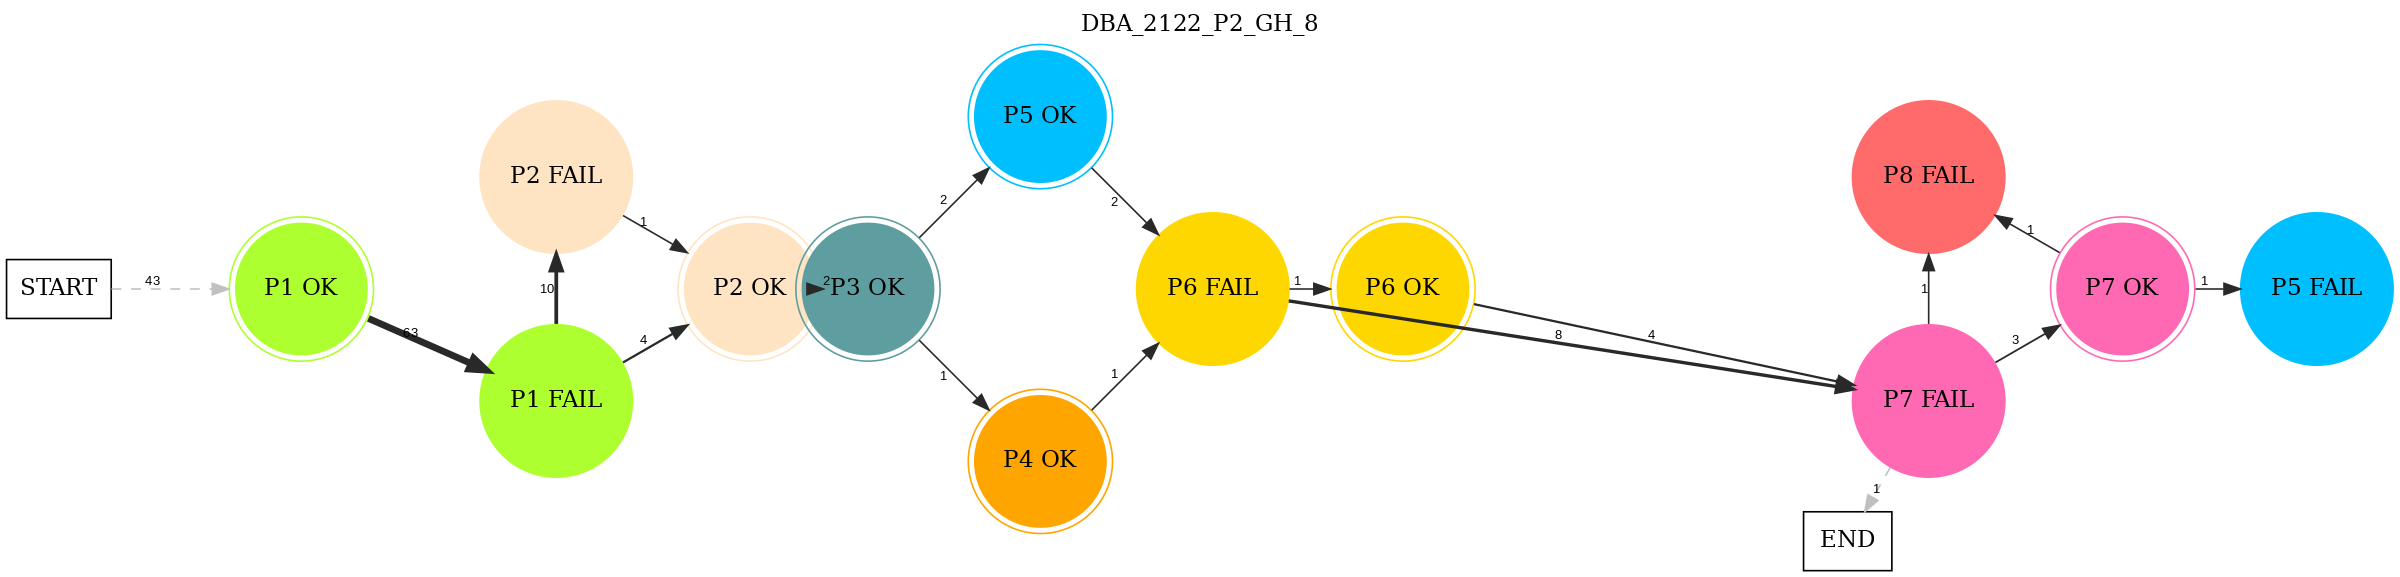 DBA_2122_P2_GH_8
P5 OK
P2 FAIL
P8 FAIL
2
2
1
1
START
43
P1 OK
10
P2 OK
2
P3 OK
P6 FAIL
1
P6 OK
1
P7 OK
1
P5 FAIL
63
4
8
4
3
P1 FAIL
1
1
P7 FAIL
P4 OK
1
END